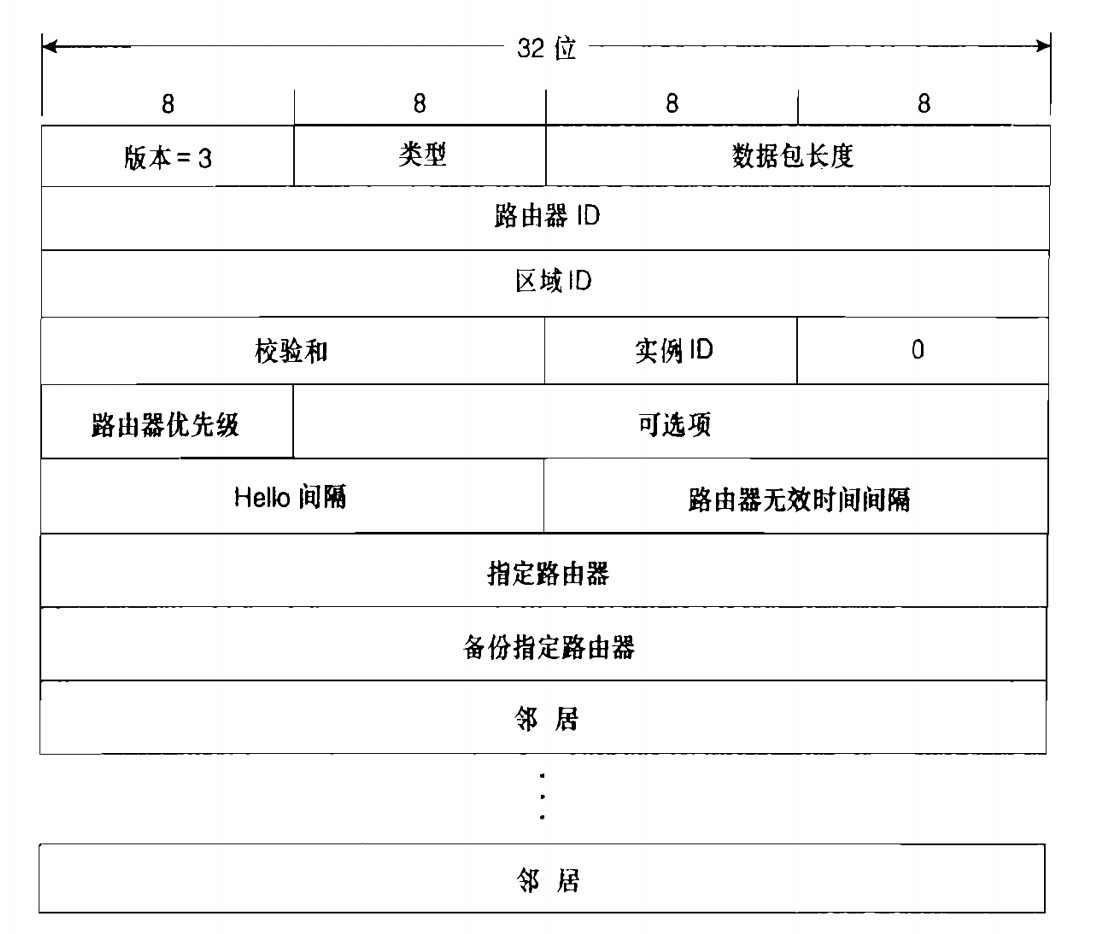 32 位
8 8 8 8
版本 = 3 类型 数据包长度
路由器 ID
区域 ID
校验和 实例 ID 0
路由器优先级 可选项
Hello 间隔 路由器无效时间间隔
指定路由器
备份指定路由器
邻 居
邻 居